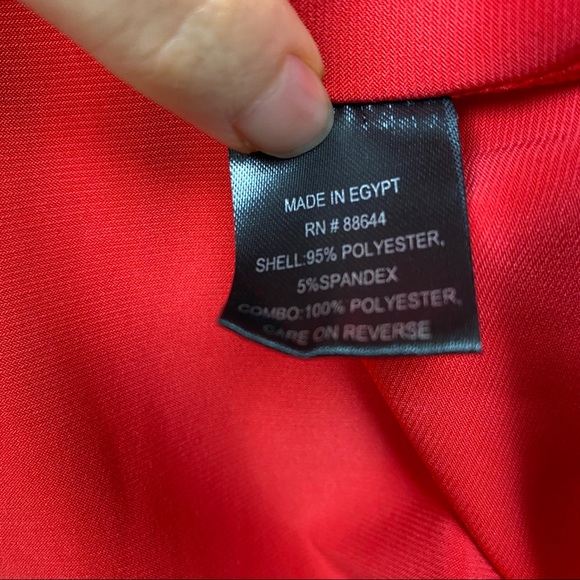 MADE IN EGYPT
RN # 88644
SHELL:95% POLYESTER,
5%SPANDEX
COMBO:100% POLYESTER,
CARE ON REVERSE